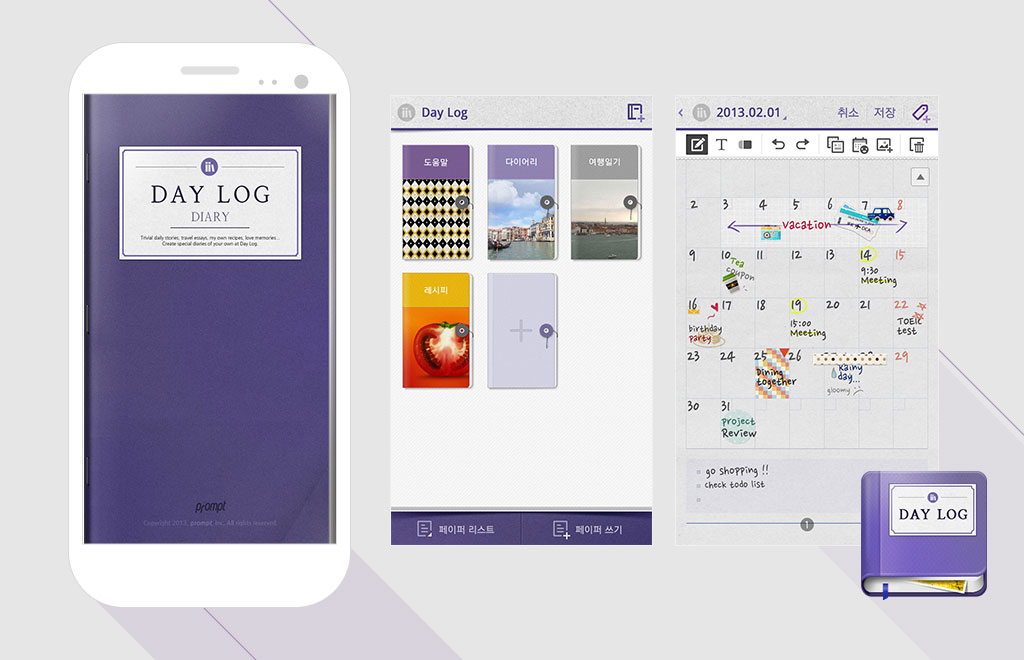 DAY LOG
DIARY
Trivial daily stories, travel essays, my own recipes, love memories...
Create special diaries of your own at Day Log.
prompt
Copyright 2013. prompt, Inc. All rights reserved.
Day Log
도움말
다이어리
여행일기
레시피
페이퍼 리스트
페이퍼 쓰기
2013.02.01
취소
저장
T
2 3 4 5 6 7 8
vacation
9 10 11 12 13 14 15
Tea
coupon
9:30
Meeting
16 17 18 19 20 21 22
birthday
party
15:00
Meeting
TOEIC
test
23 24 25 26 29
Dining
together
Rainy
day...
gloomy
30 31
project
Review
go shopping !!
check todo list
1
DAY LOG